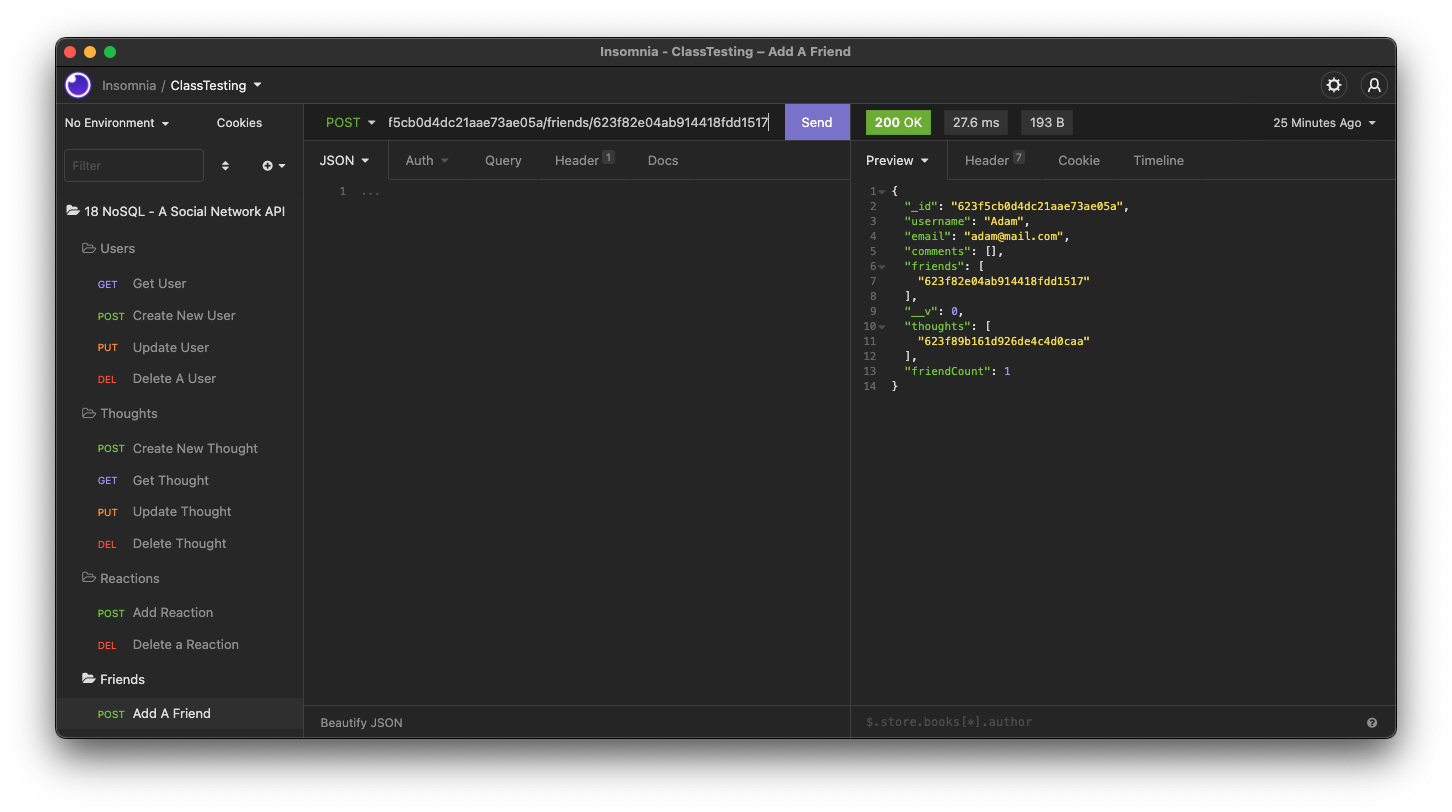 Insomnia - ClassTesting – Add A Friend
Insomnia / ClassTesting
No Environment
Cookies
Filter
18 NoSQL - A Social Network API
Users
GET Get User
POST Create New User
PUT Update User
DEL Delete A User
Thoughts
POST Create New Thought
GET Get Thought
PUT Update Thought
DEL Delete Thought
Reactions
POST Add Reaction
DEL Delete a Reaction
Friends
POST Add A Friend
POST f5cb0d4dc21aae73ae05a/friends/623f82e04ab914418fdd1517 Send
JSON Auth Query Header 1 Docs
1 ...
Beautify JSON
200 OK 27.6 ms 193 B 25 Minutes Ago
Preview Header 7 Cookie Timeline
1 {
2 "_id": "623f5cb0d4dc21aae73ae05a",
3 "username": "Adam",
4 "email": "adam@mail.com",
5 "comments": [],
6 "friends": [
7 "623f82e04ab914418fdd1517"
8 ],
9 "__v": 0,
10 "thoughts": [
11 "623f89b161d926de4c4d0caa"
12 ],
13 "friendCount": 1
14 }
$.store.books[*].author